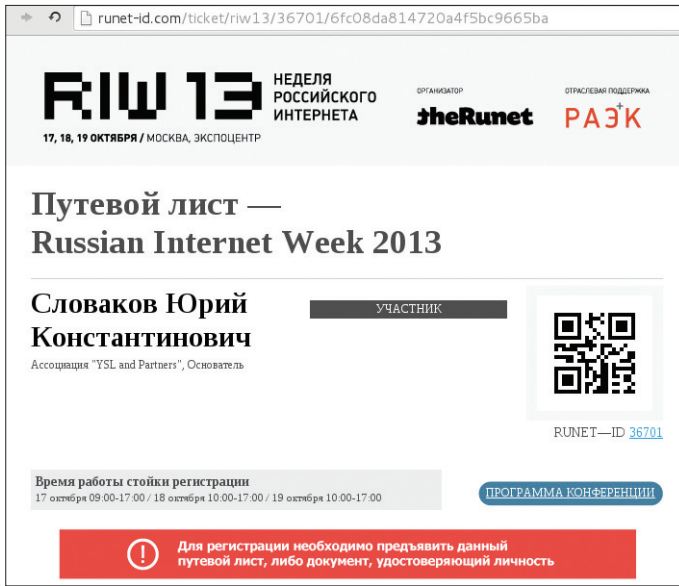 runet-id.com/ticket/riw13/36701/6fc08da814720a4f5bc9665ba
RIW 13
НЕДЕЛЯ
РОССИЙСКОГО
ИНТЕРНЕТА
17, 18, 19 ОКТЯБРЯ / МОСКВА, ЭКСПОЦЕНТР
ОРГАНИЗАТОР
theRunet
ОТРАСЛЕВАЯ ПОДДЕРЖКА
РАЭК
Путевой лист —
Russian Internet Week 2013
Словаков Юрий
Константинович
Ассоциация "YSL and Partners", Основатель
УЧАСТНИК
RUNET—ID 36701
Время работы стойки регистрации
17 октября 09:00-17:00 / 18 октября 10:00-17:00 / 19 октября 10:00-17:00
ПРОГРАММА КОНФЕРЕНЦИИ
Для регистрации необходимо предъявить данный
путевой лист, либо документ, удостоверяющий личность